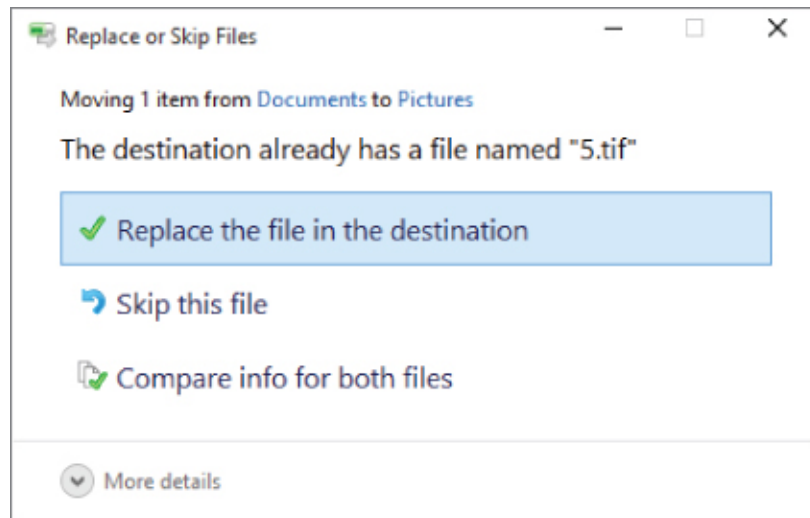 Replace or Skip Files
Moving 1 item from Documents to Pictures
The destination already has a file named "5.tif"
Replace the file in the destination
Skip this file
Compare info for both files
More details